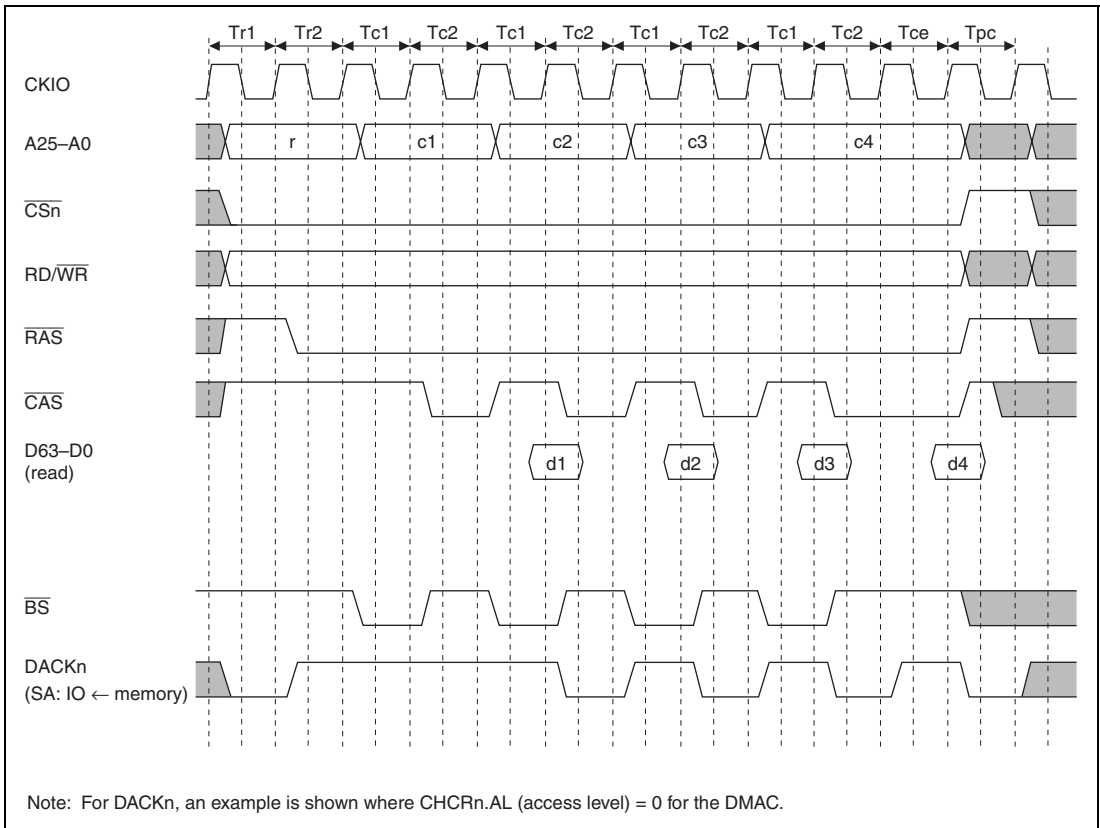 Tr1 Tr2 Tc1 Tc2 Tc1 Tc2 Tc1 Tc2 Tc1 Tc2 Tce Tpc
CKIO
A25–A0 r c1 c2 c3 c4
CSn
RD/WR
RAS
CAS
D63–D0
(read) d1 d2 d3 d4
BS
DACKn
(SA: IO ← memory)
Note: For DACKn, an example is shown where CHCRn.AL (access level) = 0 for the DMAC.